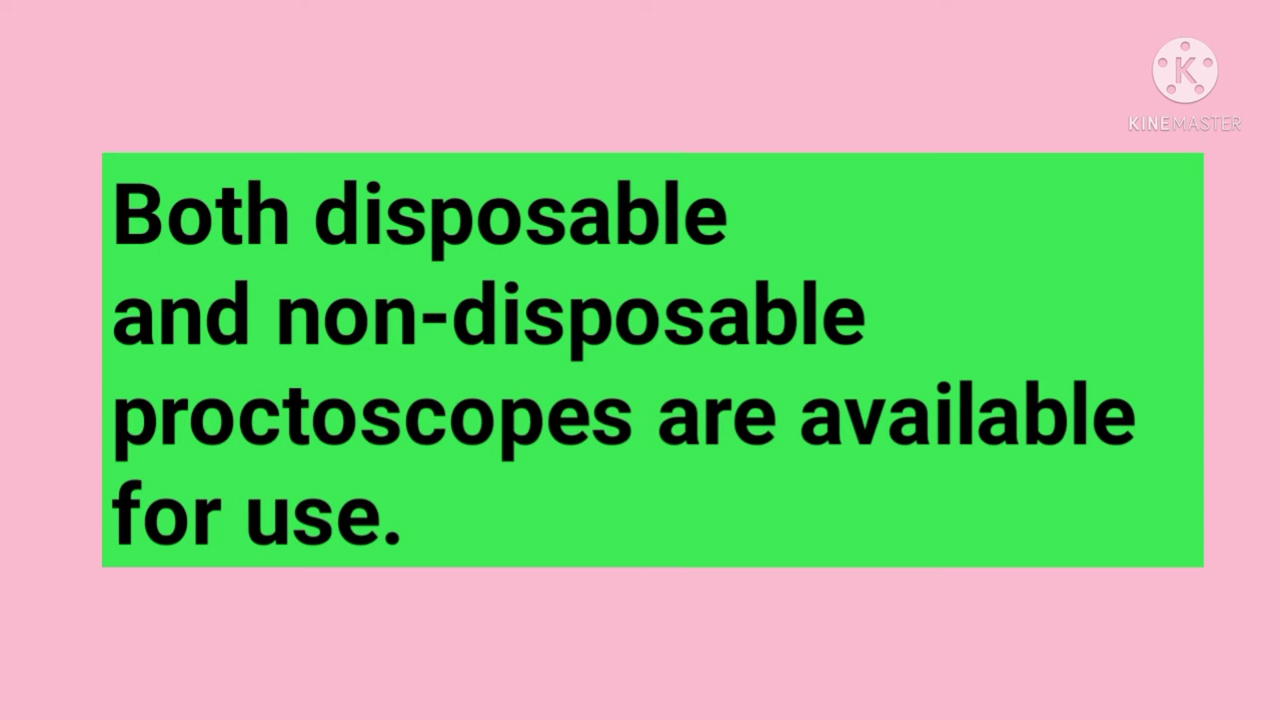 K
KINEMASTER
Both disposable
and non-disposable
proctoscopes are available
for use.